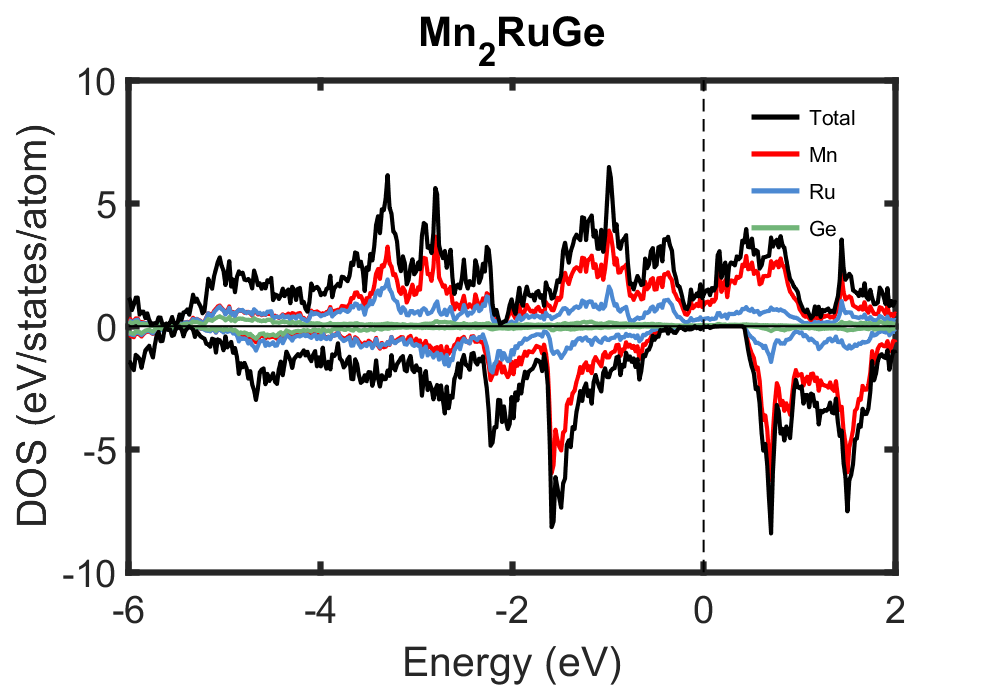 Mn2RuGe
DOS (eV/states/atom)
10
5
0
-5
-10
Total
Mn
Ru
Ge
-6 -4 -2 0 2
Energy (eV)